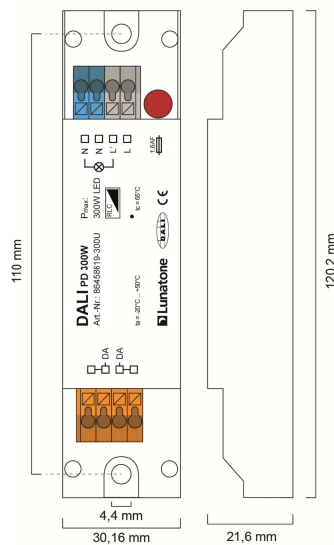 110 mm
120,2 mm
N
N
L'
L
1,6AF
Pmax:
300W LED
RLC
tc = 65°C
DALI PD 300W
Art.-Nr.: 86458619-300U
ta = -20°C... +50°C
Lunatone
DALI
CE
DA
DA
4,4 mm
30,16 mm
21,6 mm